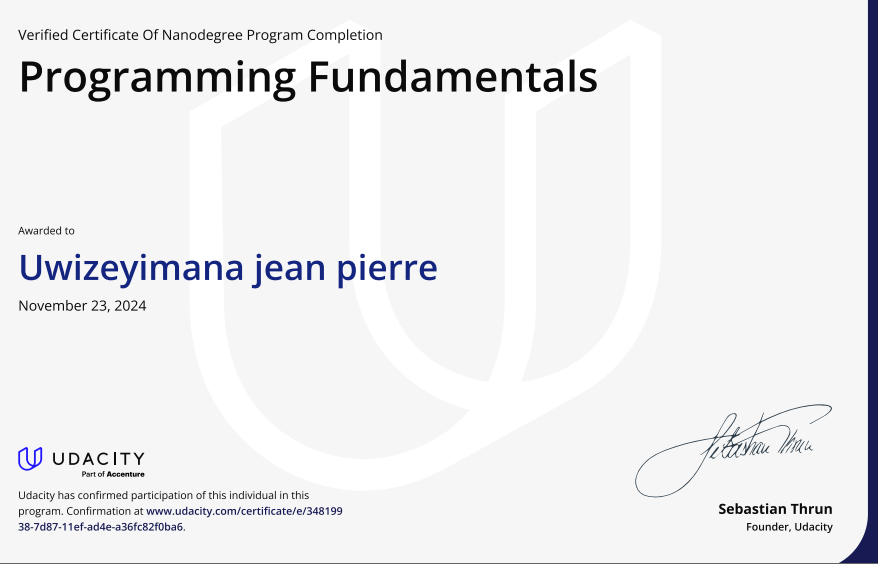 Verified Certificate Of Nanodegree Program Completion
Programming Fundamentals
Awarded to
Uwizeyimana jean pierre
November 23, 2024
UDACITY
Part of Accenture
Udacity has confirmed participation of this individual in this
program. Confirmation at www.udacity.com/certificate/e/348199
38-7d87-11ef-ad4e-a36fc82f0ba6.
Sebastian Thrun
Sebastian Thrun
Founder, Udacity